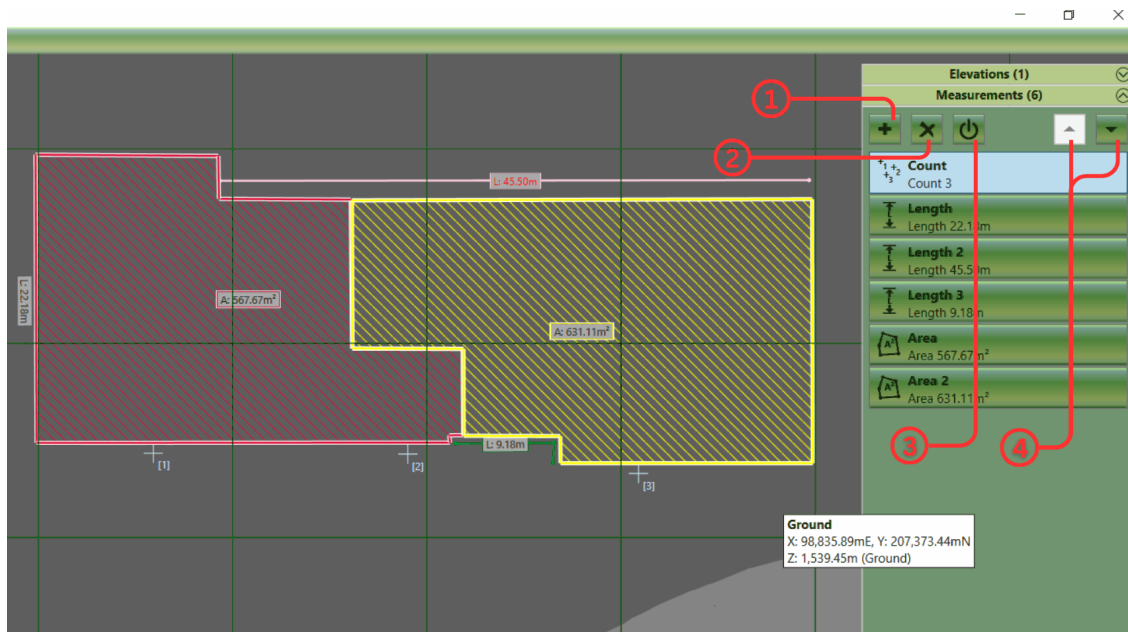 Elevations (1)
Measurements (6)
1
2
Count
Count 3
Length
Length 22.18m
Length 2
Length 45.50m
Length 3
Length 9.18m
Area
Area 567.67m²
Area 2
Area 631.11m²
3
4
L: 45.50m
L: 22.18m
A: 567.67m²
A: 631.11m²
L: 9.18m
[1]
[2]
[3]
Ground
X: 98,835.89mE, Y: 207,373.44mN
Z: 1,539.45m (Ground)